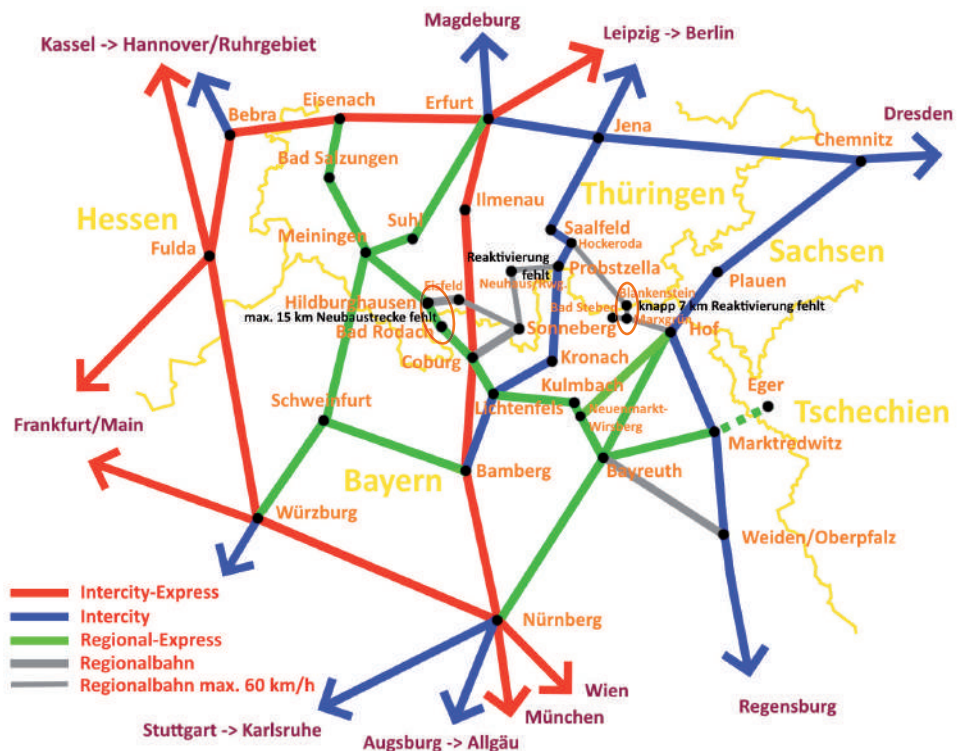 Magdeburg
Kassel -> Hannover/Ruhrgebiet
Leipzig -> Berlin
Eisenach
Erfurt
Bebra
Jena
Dresden
Chemnitz
Bad Salzungen
Thüringen
Ilmenau
Hessen
Suhl
Saalfeld
Hockeroda
Fulda
Meiningen
Reaktivierung
fehlt
Probstzella
Sachsen
Plauen
Neuhaus/Rwg.
Eisfeld
Blankenstein
Hildburghausen
Bad Steben
knapp 7 km Reaktivierung fehlt
max. 15 km Neubaustrecke fehlt
Marxgrün
Bad Rodach
Sonneberg
Hof
Coburg
Kronach
Kulmbach
Eger
Schweinfurt
Lichtenfels
Neuenmarkt-
Wirsberg
Tschechien
Frankfurt/Main
Marktredwitz
Bayern
Bamberg
Bayreuth
Würzburg
Weiden/Oberpfalz
Intercity-Express
Intercity
Nürnberg
Regional-Express
Regionalbahn
Regionalbahn max. 60 km/h
Wien
München
Regensburg
Stuttgart -> Karlsruhe
Augsburg -> Allgäu